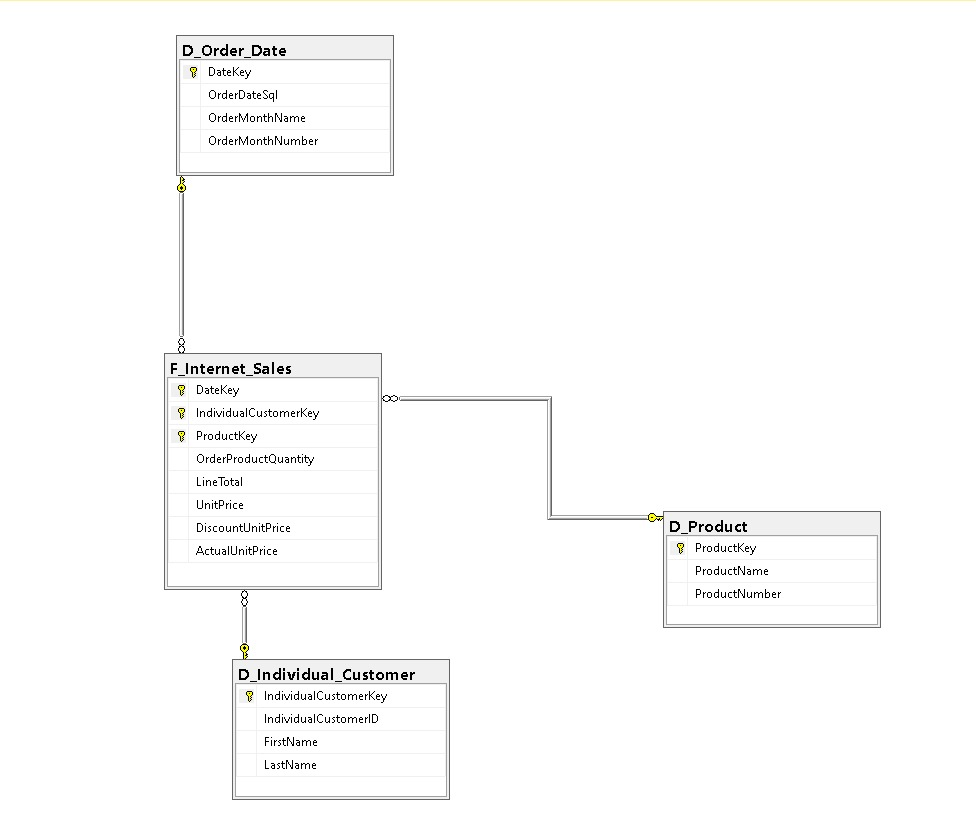 D_Order_Date
DateKey
OrderDateSql
OrderMonthName
OrderMonthNumber
F_Internet_Sales
DateKey
IndividualCustomerKey
ProductKey
OrderProductQuantity
LineTotal
UnitPrice
DiscountUnitPrice
ActualUnitPrice
D_Product
ProductKey
ProductName
ProductNumber
D_Individual_Customer
IndividualCustomerKey
IndividualCustomerID
FirstName
LastName